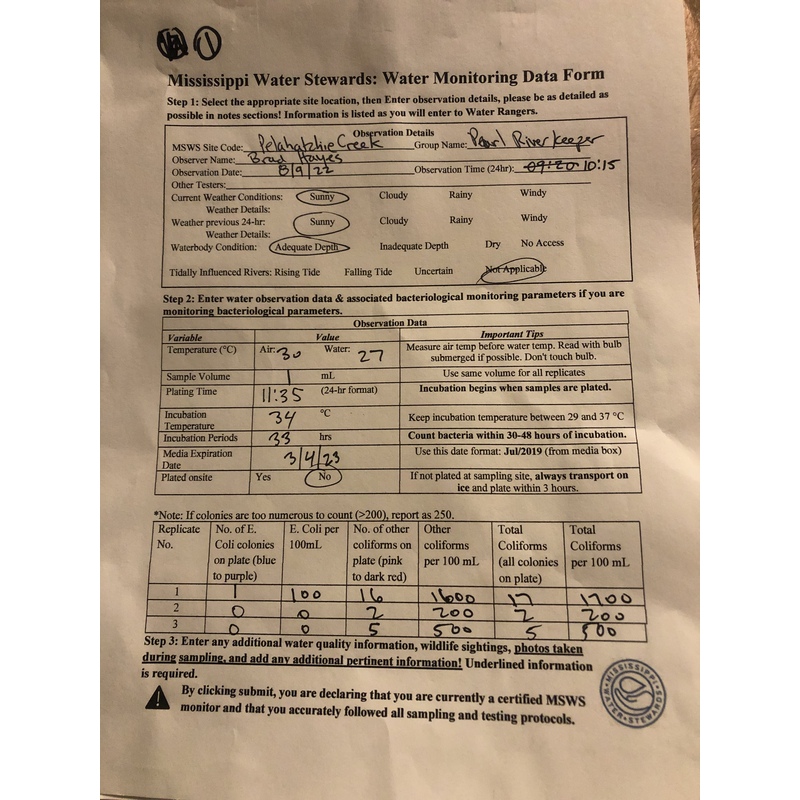 1
Mississippi Water Stewards: Water Monitoring Data Form
Step 1: Select the appropriate site location, then Enter observation details, please be as detailed as
possible in notes sections! Information is listed as you will enter to Water Rangers.
Observation Details
MSWS Site Code: Pelahatchie Creek Group Name: Pearl Riverkeeper
Observer Name: Brad Hayes
Observation Date: 8/9/22 Observation Time (24hr): 09:20 10:15
Other Testers:
Current Weather Conditions: Sunny Cloudy Rainy Windy
Weather Details:
Weather previous 24-hr: Sunny Cloudy Rainy Windy
Weather Details:
Waterbody Condition: Adequate Depth Inadequate Depth Dry No Access
Tidally Influenced Rivers: Rising Tide Falling Tide Uncertain Not Applicable
Step 2: Enter water observation data & associated bacteriological monitoring parameters if you are
monitoring bacteriological parameters.
Observation Data
Variable Value Important Tips
Temperature (°C) Air: 30 Water: 27 Measure air temp before water temp. Read with bulb
submerged if possible. Don't touch bulb.
Sample Volume 1 mL Use same volume for all replicates
Plating Time 11:35 (24-hr format) Incubation begins when samples are plated.
Incubation
Temperature 34 °C Keep incubation temperature between 29 and 37 °C
Incubation Periods 33 hrs Count bacteria within 30-48 hours of incubation.
Media Expiration
Date 3/4/23 Use this date format: Jul/2019 (from media box)
Plated onsite Yes No If not plated at sampling site, always transport on
ice and plate within 3 hours.
*Note: If colonies are too numerous to count (>200), report as 250.
Replicate No. of E. E. Coli per No. of other Other Total Total
No. Coli colonies 100mL coliforms on coliforms Coliforms Coliforms
on plate (blue plate (pink per 100 mL (all colonies per 100 mL
to purple) to dark red) on plate)
1 1 100 16 1600 17 1700
2 0 0 2 200 2 200
3 0 0 5 500 5 500
Step 3: Enter any additional water quality information, wildlife sightings, photos taken
during sampling, and add any additional pertinent information! Underlined information
is required.
By clicking submit, you are declaring that you are currently a certified MSWS
monitor and that you accurately followed all sampling and testing protocols.
MISSISSIPPI WATER STEWARDS